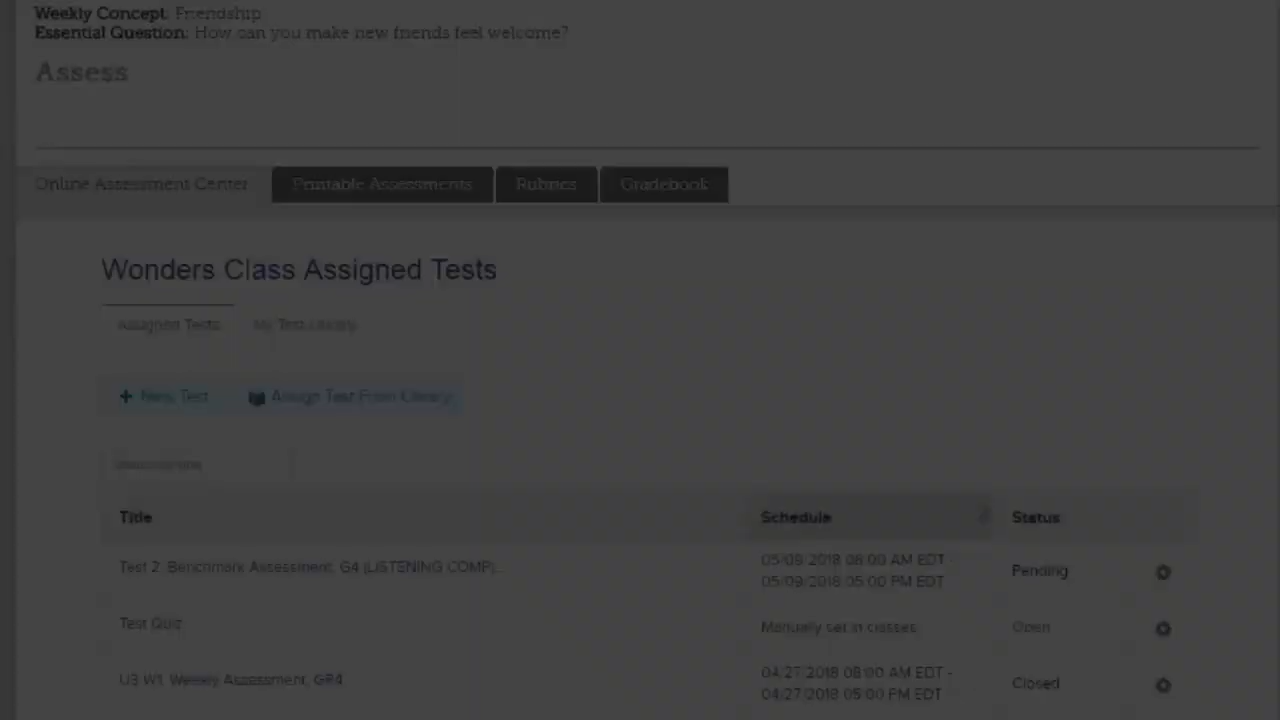 Weekly Concept: Friendship
Essential Question: How can you make new friends feel welcome?
Assess
Online Assessment Center
Printable Assessments
Rubrics
Gradebook
Wonders Class Assigned Tests
Assigned Tests
My Test Library
+ New Test
Assign Test From Library
Title
Schedule
Status
Test 2: Benchmark Assessment, G4 (LISTENING COMP)...
05/09/2018 08:00 AM EDT -
05/09/2018 05:00 PM EDT
Pending
Test Quiz
Manually set in classes
Open
U3 W1: Weekly Assessment, GR4
04/27/2018 08:00 AM EDT -
04/27/2018 05:00 PM EDT
Closed